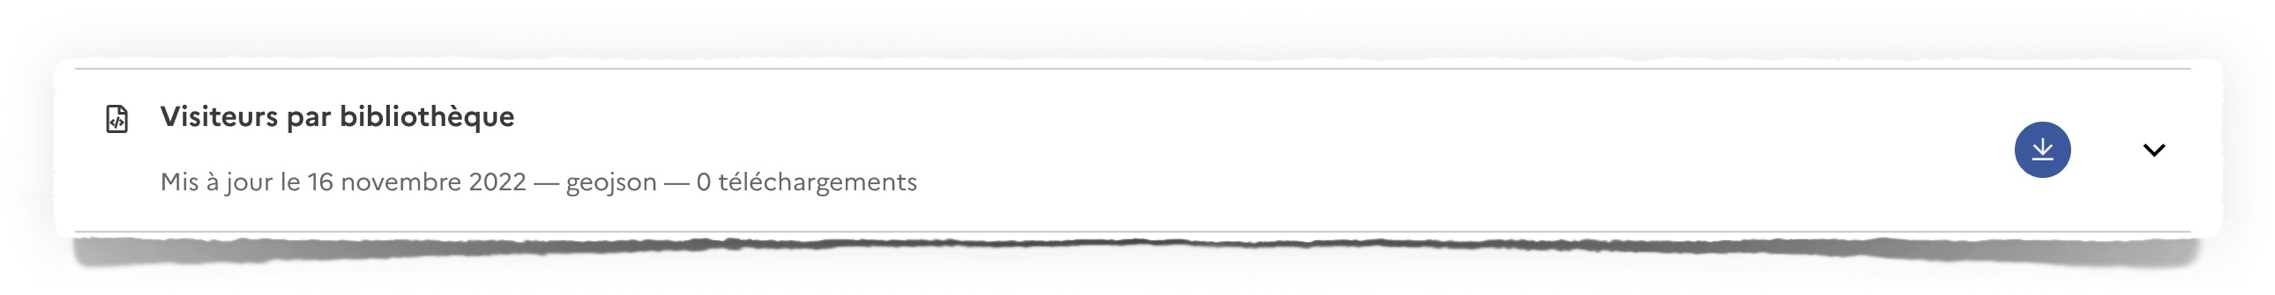 Visiteurs par bibliothèque
Mis à jour le 16 novembre 2022 — geojson — 0 téléchargements